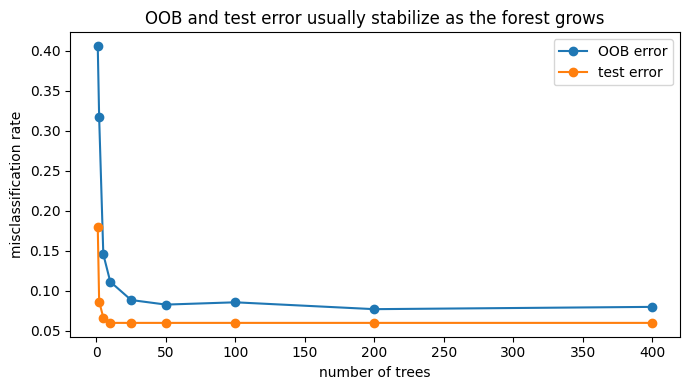 OOB and test error usually stabilize as the forest grows
OOB error
test error
misclassification rate
0.40
0.35
0.30
0.25
0.20
0.15
0.10
0.05
0 50 100 150 200 250 300 350 400
number of trees